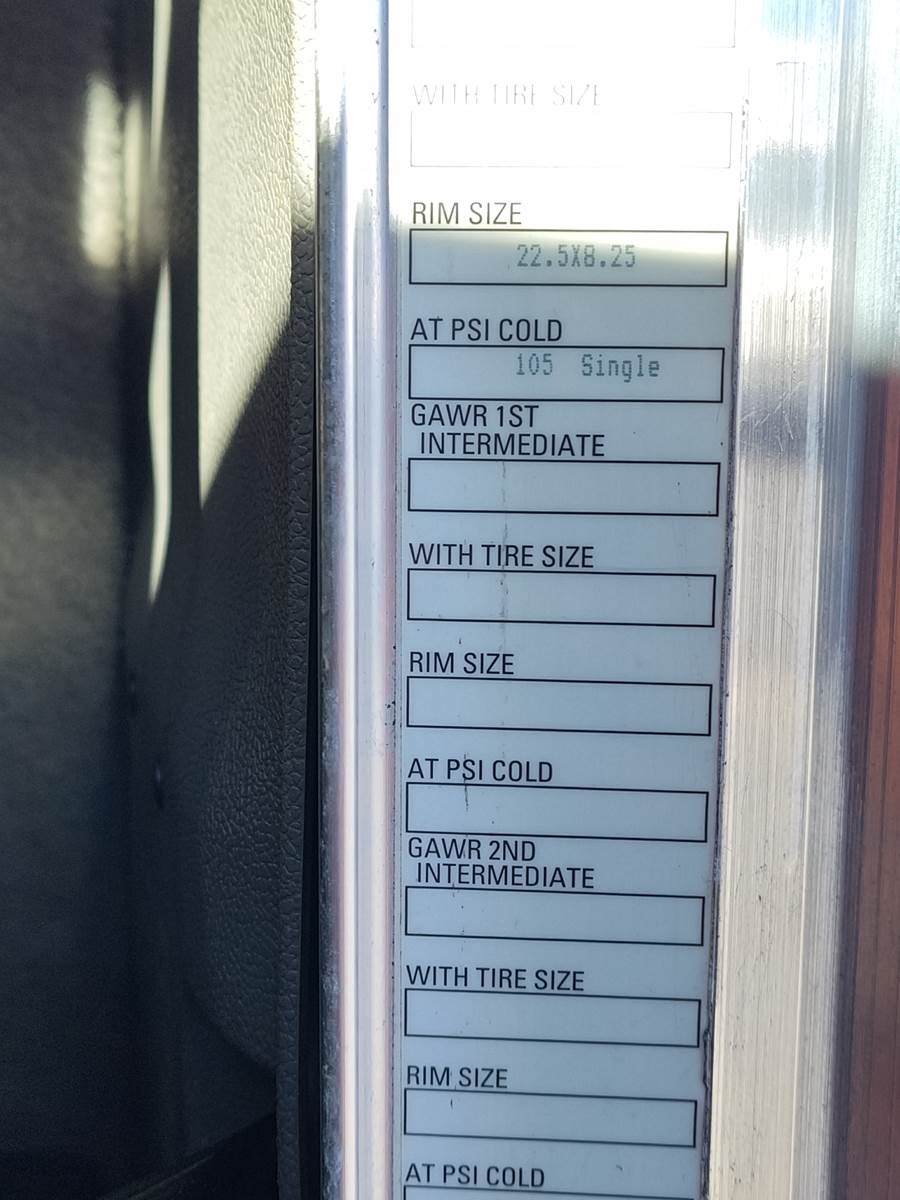 WITH TIRE SIZE
RIM SIZE
22.5X8.25
AT PSI COLD
105 Single
GAWR 1ST
INTERMEDIATE
WITH TIRE SIZE
RIM SIZE
AT PSI COLD
GAWR 2ND
INTERMEDIATE
WITH TIRE SIZE
RIM SIZE
AT PSI COLD